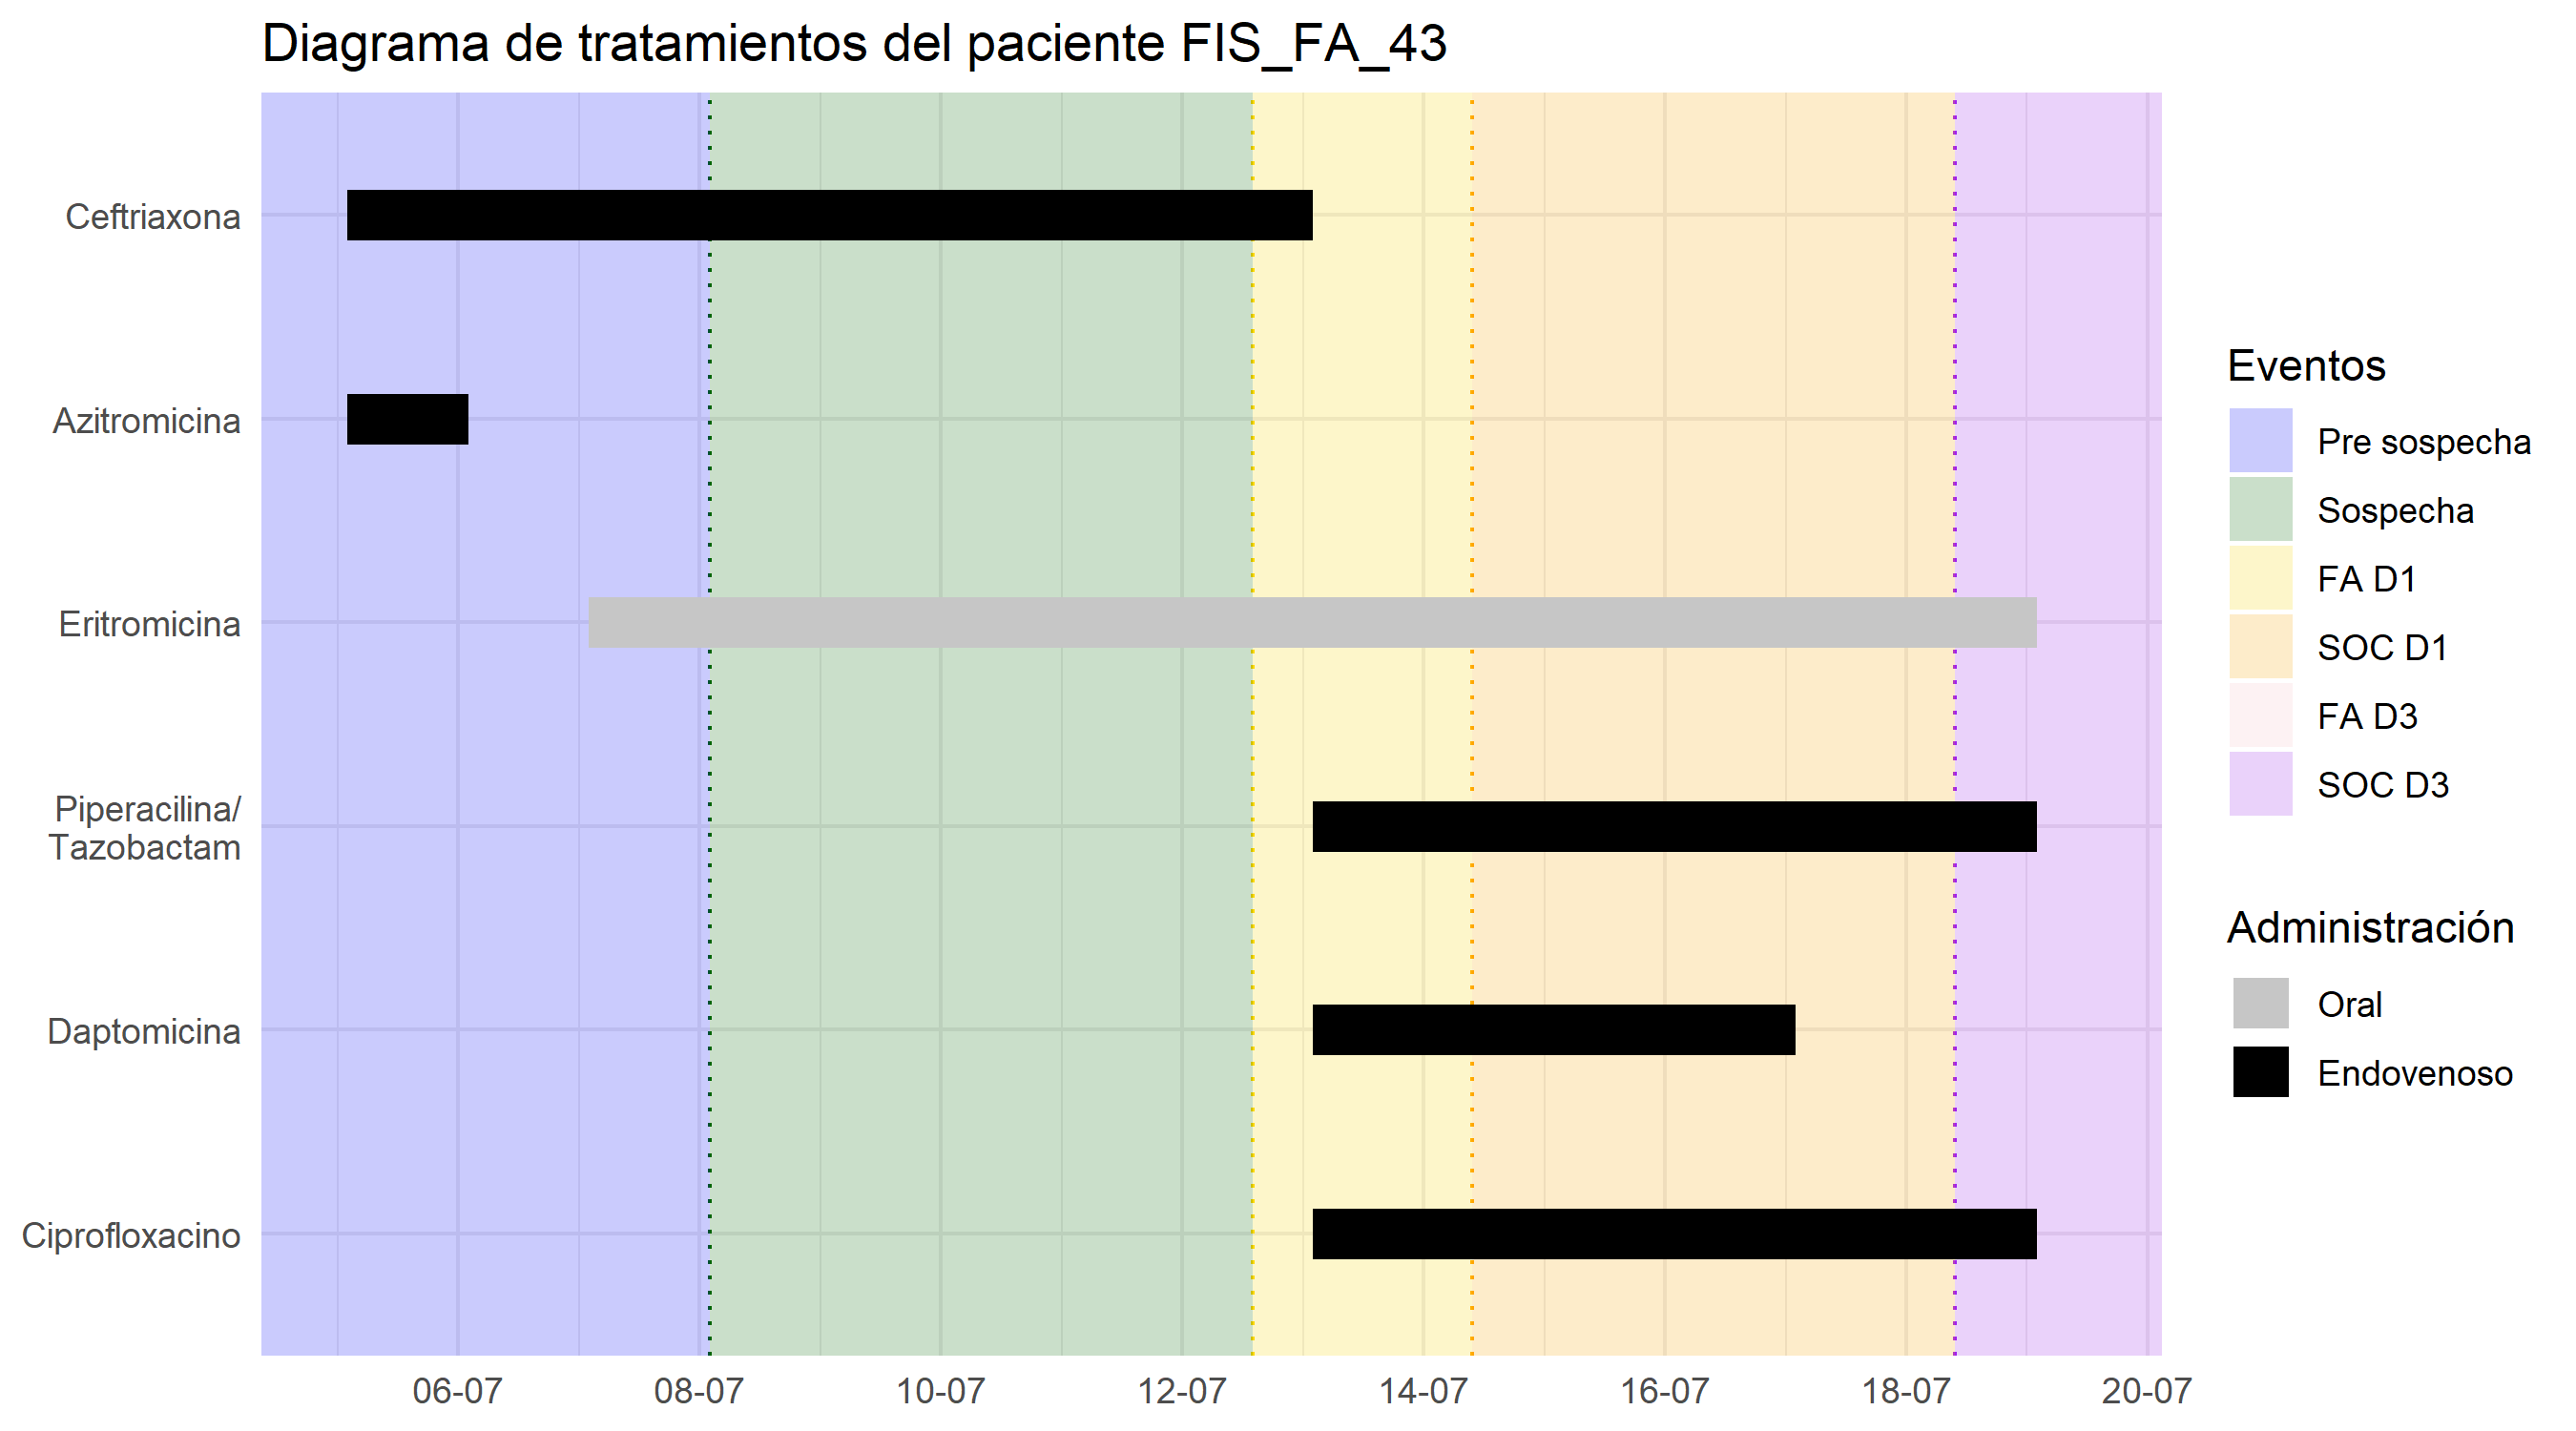 Diagrama de tratamientos del paciente FIS_FA_43
Ceftriaxona
Azitromicina
Eritromicina
Piperacilina/
Tazobactam
Daptomicina
Ciprofloxacino
06-07
08-07
10-07
12-07
14-07
16-07
18-07
20-07
Eventos
Pre sospecha
Sospecha
FA D1
SOC D1
FA D3
SOC D3
Administración
Oral
Endovenoso